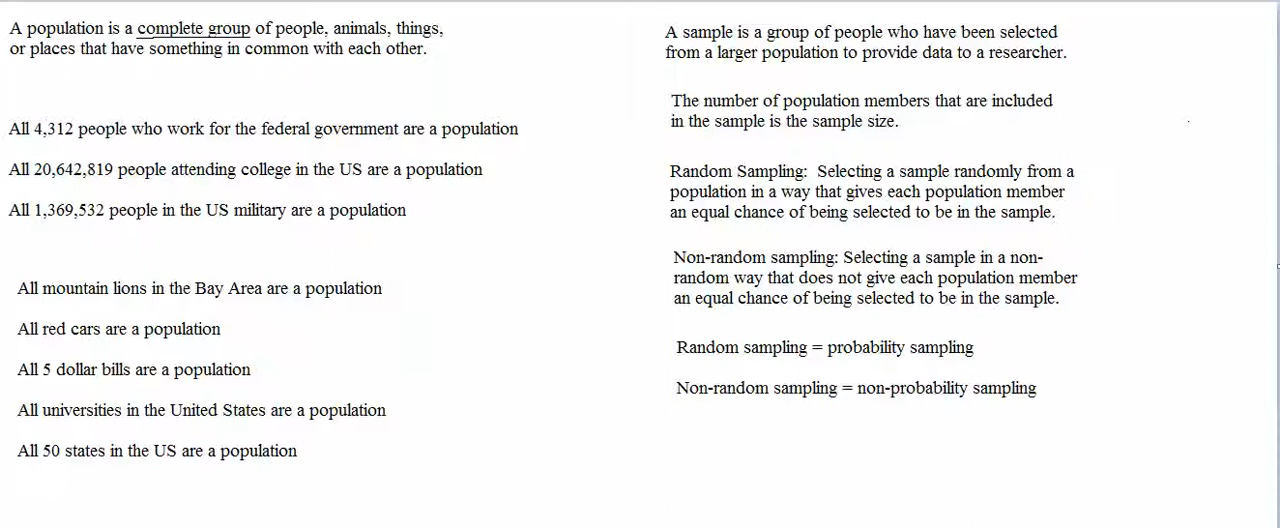 A population is a complete group of people, animals, things,
or places that have something in common with each other.
All 4,312 people who work for the federal government are a population
All 20,642,819 people attending college in the US are a population
All 1,369,532 people in the US military are a population
All mountain lions in the Bay Area are a population
All red cars are a population
All 5 dollar bills are a population
All universities in the United States are a population
All 50 states in the US are a population
A sample is a group of people who have been selected
from a larger population to provide data to a researcher.
The number of population members that are included
in the sample is the sample size.
Random Sampling:  Selecting a sample randomly from a
population in a way that gives each population member
an equal chance of being selected to be in the sample.
Non-random sampling: Selecting a sample in a non-
random way that does not give each population member
an equal chance of being selected to be in the sample.
Random sampling = probability sampling
Non-random sampling = non-probability sampling